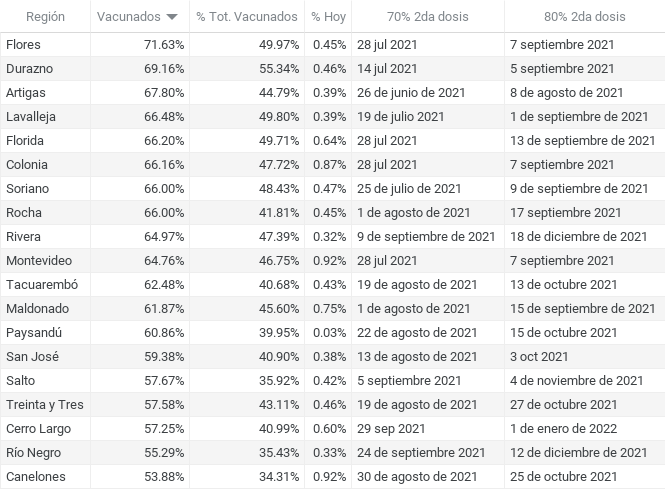 Región Vacunados % Tot. Vacunados % Hoy 70% 2da dosis 80% 2da dosis
Flores 71.63% 49.97% 0.45% 28 jul 2021 7 septiembre 2021
Durazno 69.16% 55.34% 0.46% 14 jul 2021 5 septiembre 2021
Artigas 67.80% 44.79% 0.39% 26 de junio de 2021 8 de agosto de 2021
Lavalleja 66.48% 49.80% 0.39% 19 de julio 2021 1 de septiembre de 2021
Florida 66.20% 49.71% 0.64% 28 jul 2021 13 de septiembre de 2021
Colonia 66.16% 47.72% 0.87% 28 jul 2021 7 septiembre 2021
Soriano 66.00% 48.43% 0.47% 25 de julio de 2021 9 de septiembre de 2021
Rocha 66.00% 41.81% 0.45% 1 de agosto de 2021 17 septiembre 2021
Rivera 64.97% 47.39% 0.32% 9 de septiembre de 2021 18 de diciembre de 2021
Montevideo 64.76% 46.75% 0.92% 28 jul 2021 7 septiembre 2021
Tacuarembó 62.48% 40.68% 0.43% 19 de agosto de 2021 13 de octubre 2021
Maldonado 61.87% 45.60% 0.75% 1 de agosto de 2021 15 de septiembre de 2021
Paysandú 60.86% 39.95% 0.03% 22 de agosto de 2021 15 de octubre 2021
San José 59.38% 40.90% 0.38% 13 de agosto de 2021 3 oct 2021
Salto 57.67% 35.92% 0.42% 5 septiembre 2021 4 de noviembre de 2021
Treinta y Tres 57.58% 43.11% 0.46% 19 de agosto de 2021 27 de octubre 2021
Cerro Largo 57.25% 40.99% 0.60% 29 sep 2021 1 de enero de 2022
Río Negro 55.29% 35.43% 0.33% 24 de septiembre de 2021 12 de diciembre de 2021
Canelones 53.88% 34.31% 0.92% 30 de agosto de 2021 25 de octubre de 2021